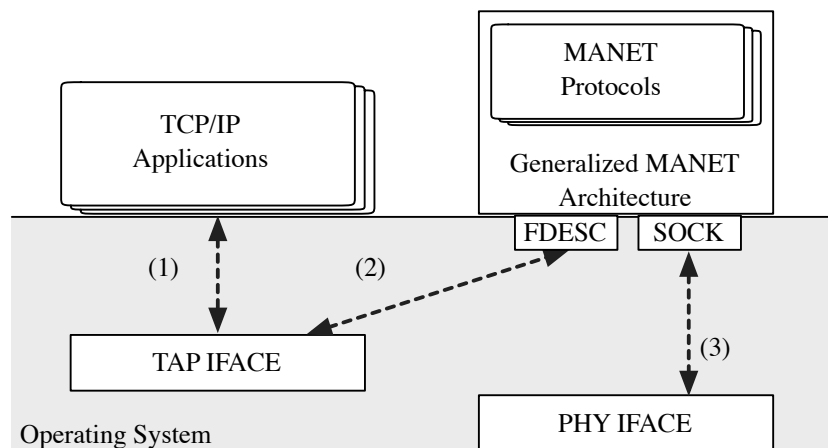 MANET
Protocols
TCP/IP
Applications
Generalized MANET
Architecture
FDESC
SOCK
(1)
(2)
(3)
TAP IFACE
PHY IFACE
Operating System